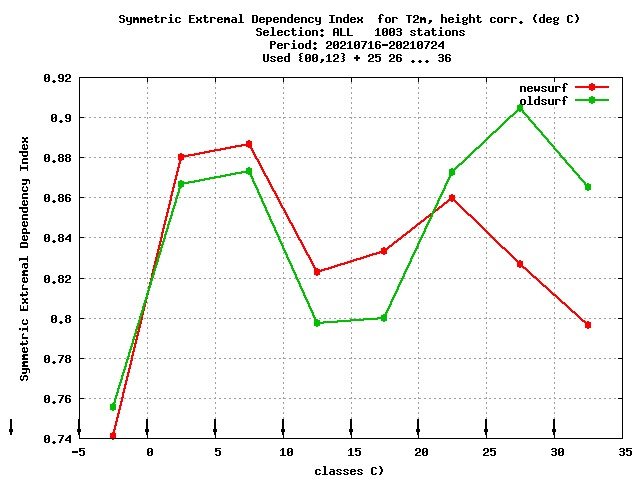 Symmetric Extremal Dependency Index  for T2m, height corr. (deg C)
Selection: ALL   1003 stations
Period: 20210716-20210724
Used {00,12} + 25 26 ... 36
newsurf
oldsurf
Symmetric Extremal Dependency Index
0.92
0.9
0.88
0.86
0.84
0.82
0.8
0.78
0.76
0.74
-5 0 5 10 15 20 25 30 35
classes C)